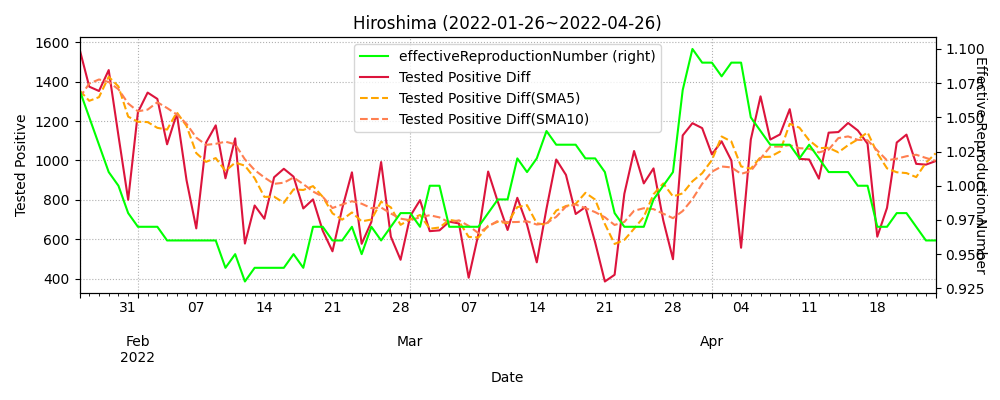 Hiroshima (2022-01-26~2022-04-26)
effectiveReproductionNumber (right)
Tested Positive Diff
Tested Positive Diff(SMA5)
Tested Positive Diff(SMA10)
Tested Positive
1600
1400
1200
1000
800
600
400
EffectiveReproductionNumber
1.100
1.075
1.050
1.025
1.000
0.975
0.950
0.925
31 07 14 21 28 07 14 21 28 04 11 18
Feb Mar Apr
2022
Date